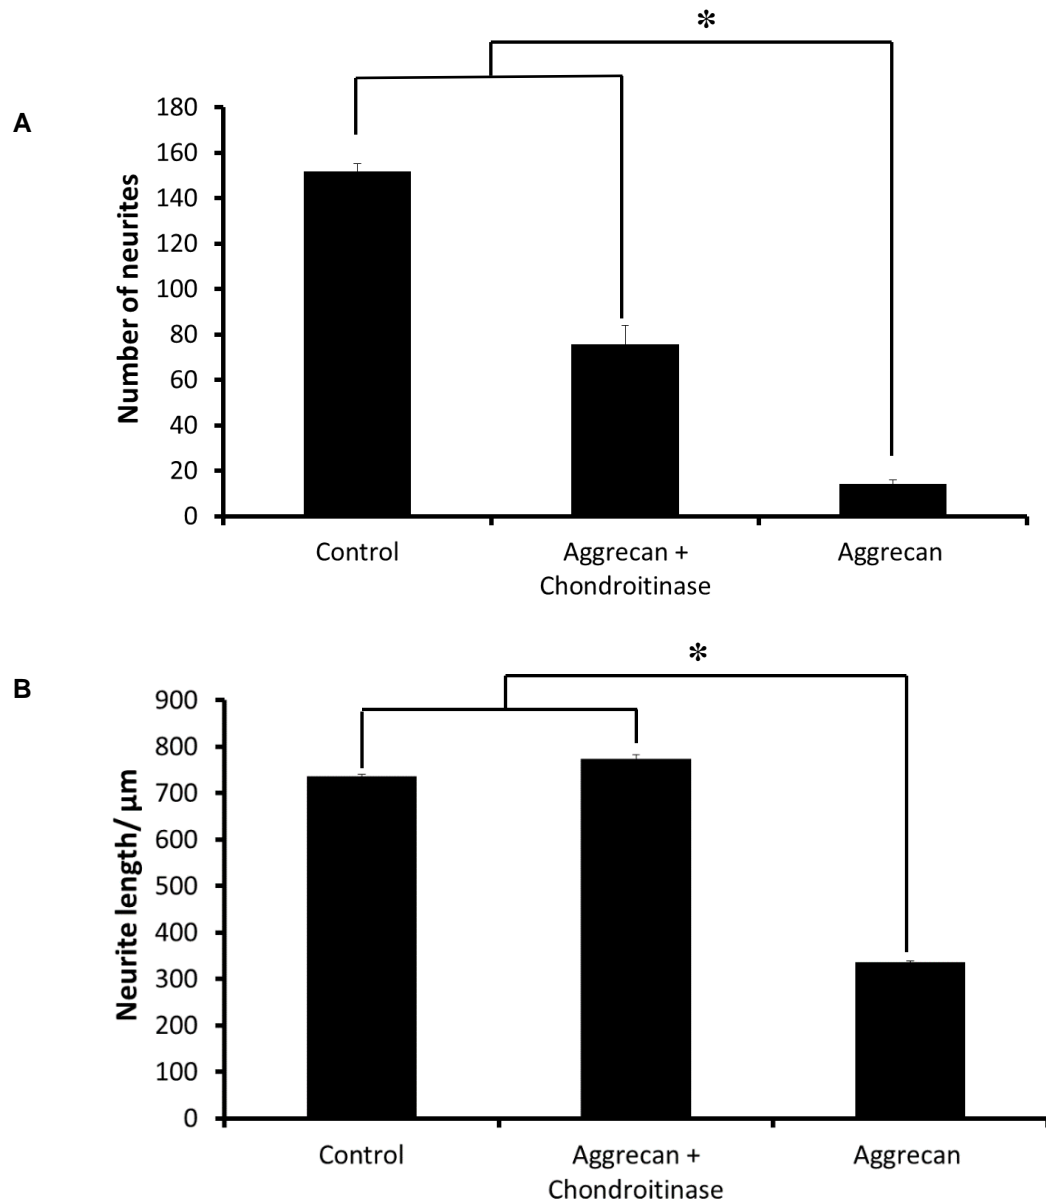 *
A
180
160
140
120
100
80
60
40
20
0
Number of neurites
Control
Aggrecan +
Chondroitinase
Aggrecan
*
B
900
800
700
600
500
400
300
200
100
0
Neurite length/ µm
Control
Aggrecan +
Chondroitinase
Aggrecan